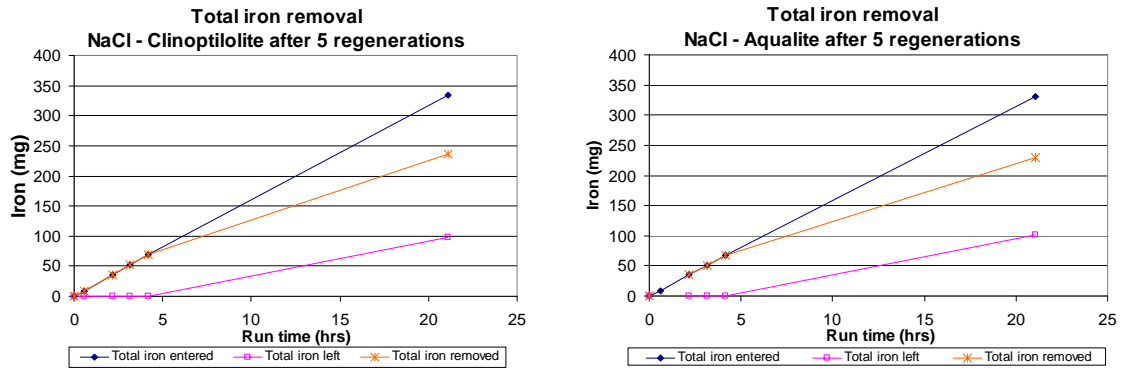 Total iron removal
NaCl - Clinoptilolite after 5 regenerations
400
350
300
250
200
150
100
50
0
Iron (mg)
0 5 10 15 20 25
Run time (hrs)
Total iron entered Total iron left Total iron removed
Total iron removal
NaCl - Aqualite after 5 regenerations
400
350
300
250
200
150
100
50
0
Iron (mg)
0 5 10 15 20 25
Run time (hrs)
Total iron entered Total iron left Total iron removed